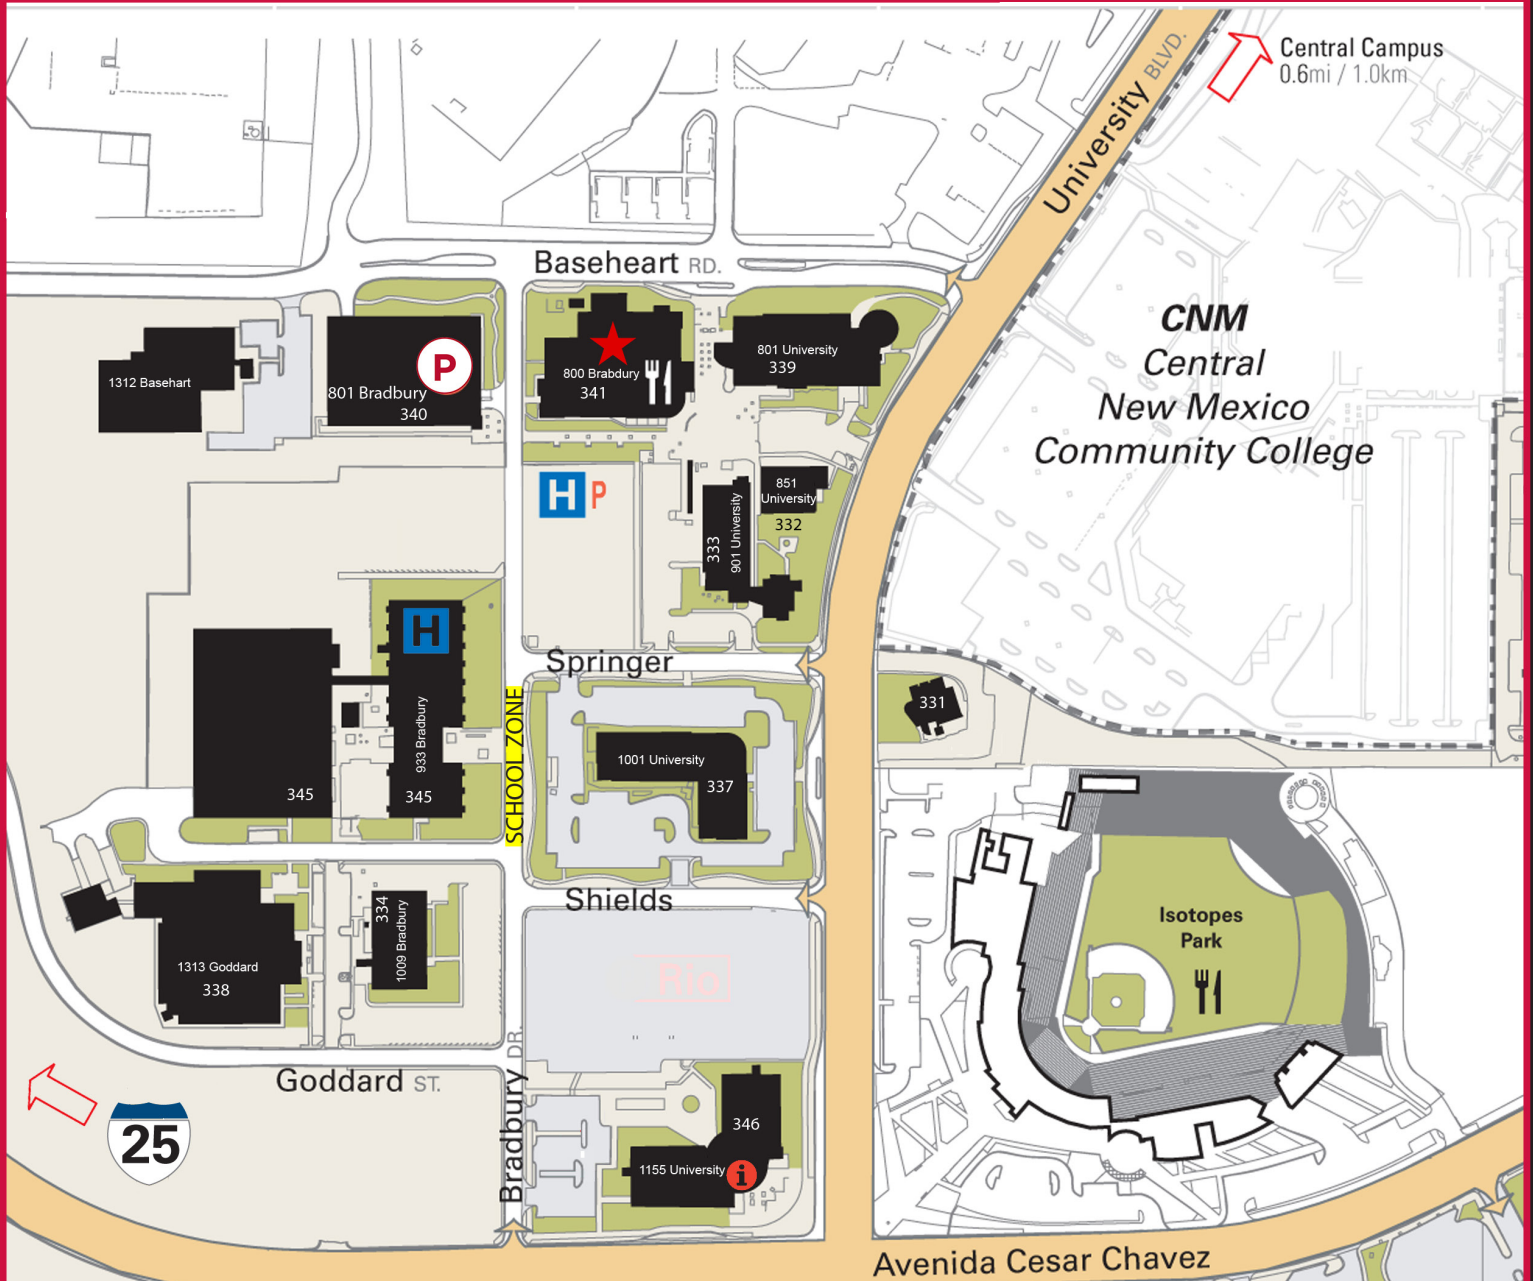 Central Campus
0.6mi / 1.0km
University BLVD.
Baseheart RD.
CNM
Central
New Mexico
Community College
1312 Basehart
P
801 Bradbury
340
800 Brabdury
341
801 University
339
H P
851
University
332
333
901 University
Springer
H
933 Bradbury
345
345
SCHOOL ZONE
331
1001 University
337
Shields
334
1009 Bradbury
1313 Goddard
338
Rio
Isotopes
Park
Goddard ST.
Bradbury DR.
25
346
1155 University
i
Avenida Cesar Chavez